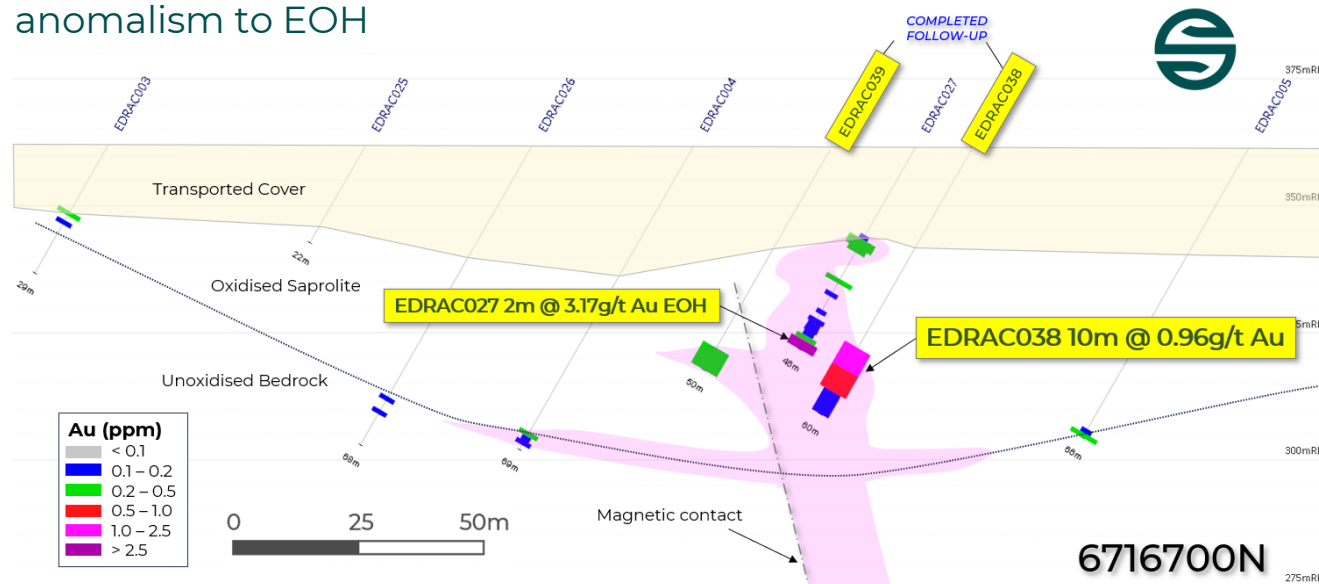 anomalism to EOH
COMPLETED
FOLLOW-UP
375mRL
EDRAC003
EDRAC025
EDRAC026
EDRAC004
EDRAC039
EDRAC027
EDRAC038
EDRAC005
Transported Cover
350mRL
22m
29m
Oxidised Saprolite
EDRAC027 2m @ 3.17g/t Au EOH
EDRAC038 10m @ 0.96g/t Au
5mRL
48m
50m
60m
Unoxidised Bedrock
68m
69m
66m
300mRL
Au (ppm)
< 0.1
0.1 – 0.2
0.2 – 0.5
0.5 – 1.0
1.0 – 2.5
> 2.5
0 25 50m
Magnetic contact
6716700N
275mRL